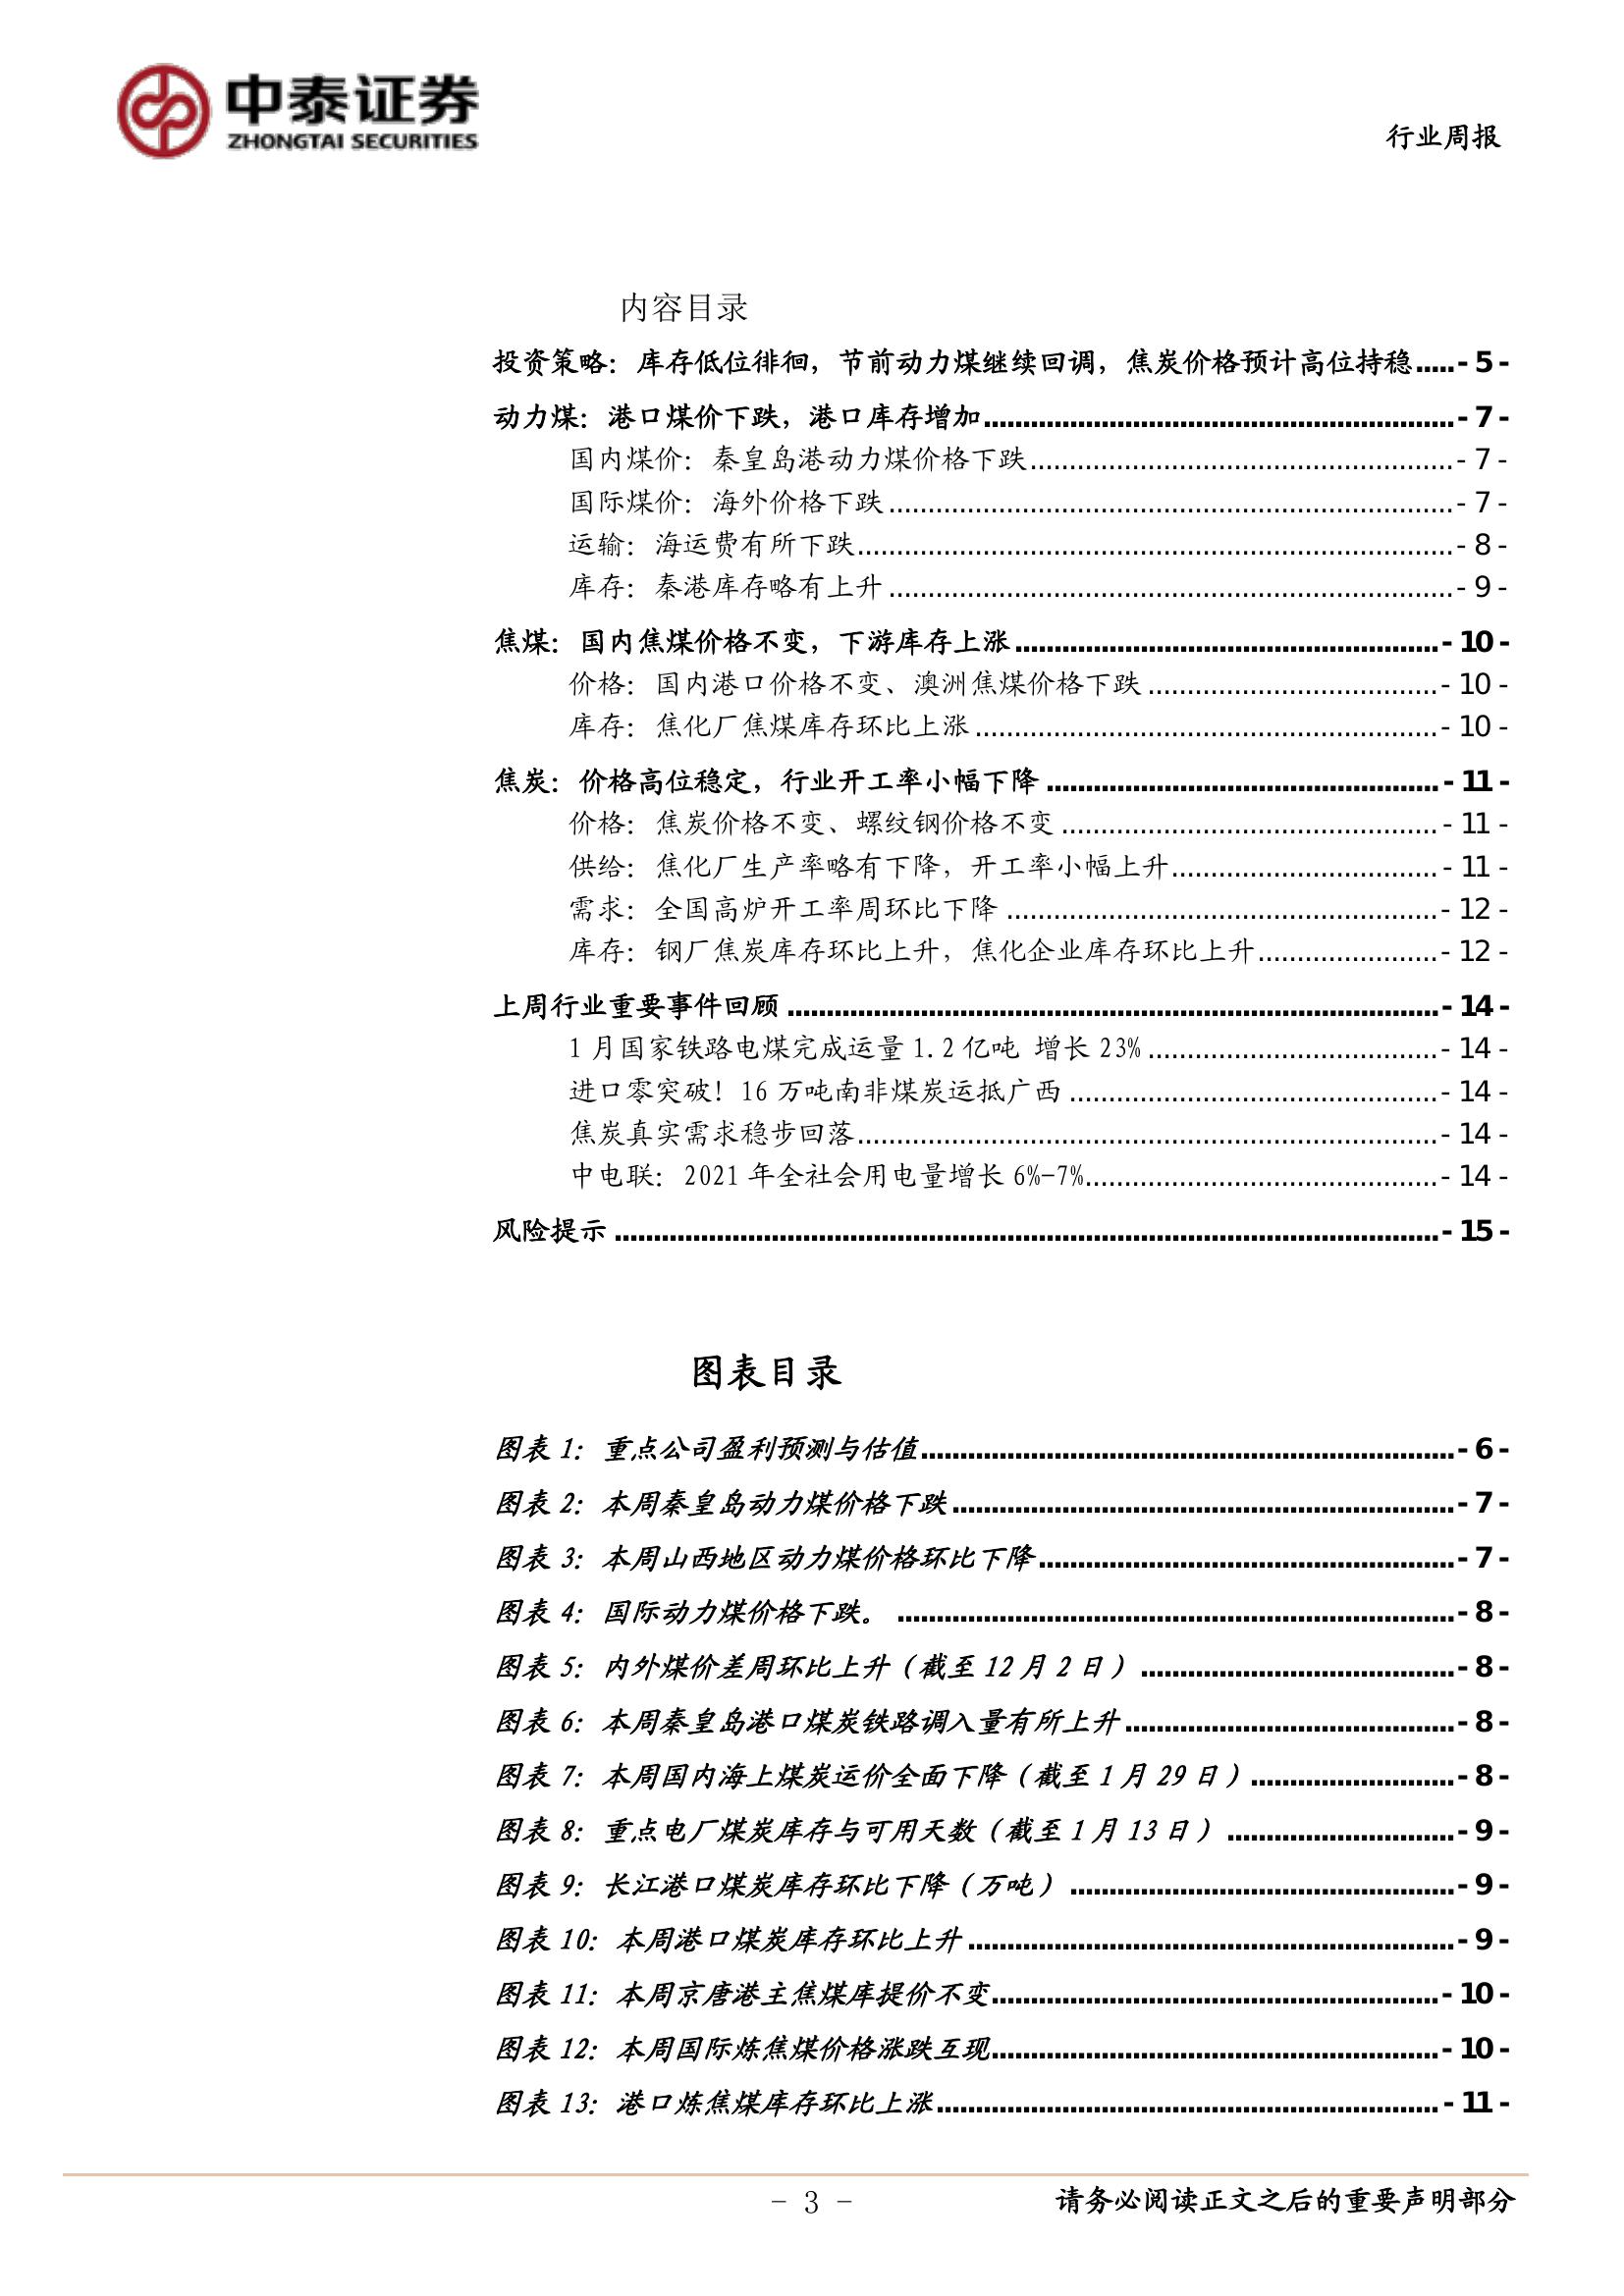 中泰证券
ZHONGTAI SECURITIES
行业周报
内容目录
投资策略：库存低位徘徊，节前动力煤继续回调，焦炭价格预计高位持稳.....- 5 -
动力煤：港口煤价下跌，港口库存增加............................................................- 7 -
国内煤价：秦皇岛港动力煤价格下跌......................................................- 7 -
国际煤价：海外价格下跌........................................................................- 7 -
运输：海运费有所下跌............................................................................- 8 -
库存：秦港库存略有上升........................................................................- 9 -
焦煤：国内焦煤价格不变，下游库存上涨......................................................- 10 -
价格：国内港口价格不变、澳洲焦煤价格下跌.....................................- 10 -
库存：焦化厂焦煤库存环比上涨...........................................................- 10 -
焦炭：价格高位稳定，行业开工率小幅下降..................................................- 11 -
价格：焦炭价格不变、螺纹钢价格不变................................................- 11 -
供给：焦化厂生产率略有下降，开工率小幅上升..................................- 11 -
需求：全国高炉开工率周环比下降.......................................................- 12 -
库存：钢厂焦炭库存环比上升，焦化企业库存环比上升.......................- 12 -
上周行业重要事件回顾...................................................................................- 14 -
1 月国家铁路电煤完成运量 1.2 亿吨 增长 23%.....................................- 14 -
进口零突破！16 万吨南非煤炭运抵广西...............................................- 14 -
焦炭真实需求稳步回落..........................................................................- 14 -
中电联：2021 年全社会用电量增长 6%-7%.............................................- 14 -
风险提示.........................................................................................................- 15 -
图表目录
图表 1：重点公司盈利预测与估值....................................................................- 6 -
图表 2：本周秦皇岛动力煤价格下跌................................................................- 7 -
图表 3：本周山西地区动力煤价格环比下降.....................................................- 7 -
图表 4：国际动力煤价格下跌。.......................................................................- 8 -
图表 5：内外煤价差周环比上升（截至 12 月 2 日）........................................- 8 -
图表 6：本周秦皇岛港口煤炭铁路调入量有所上升..........................................- 8 -
图表 7：本周国内海上煤炭运价全面下降（截至 1 月 29 日）..........................- 8 -
图表 8：重点电厂煤炭库存与可用天数（截至 1 月 13 日）.............................- 9 -
图表 9：长江港口煤炭库存环比下降（万吨）.................................................- 9 -
图表 10：本周港口煤炭库存环比上升..............................................................- 9 -
图表 11：本周京唐港主焦煤库提价不变.........................................................- 10 -
图表 12：本周国际炼焦煤价格涨跌互现.........................................................- 10 -
图表 13：港口炼焦煤库存环比上涨................................................................- 11 -
- 3 -
请务必阅读正文之后的重要声明部分